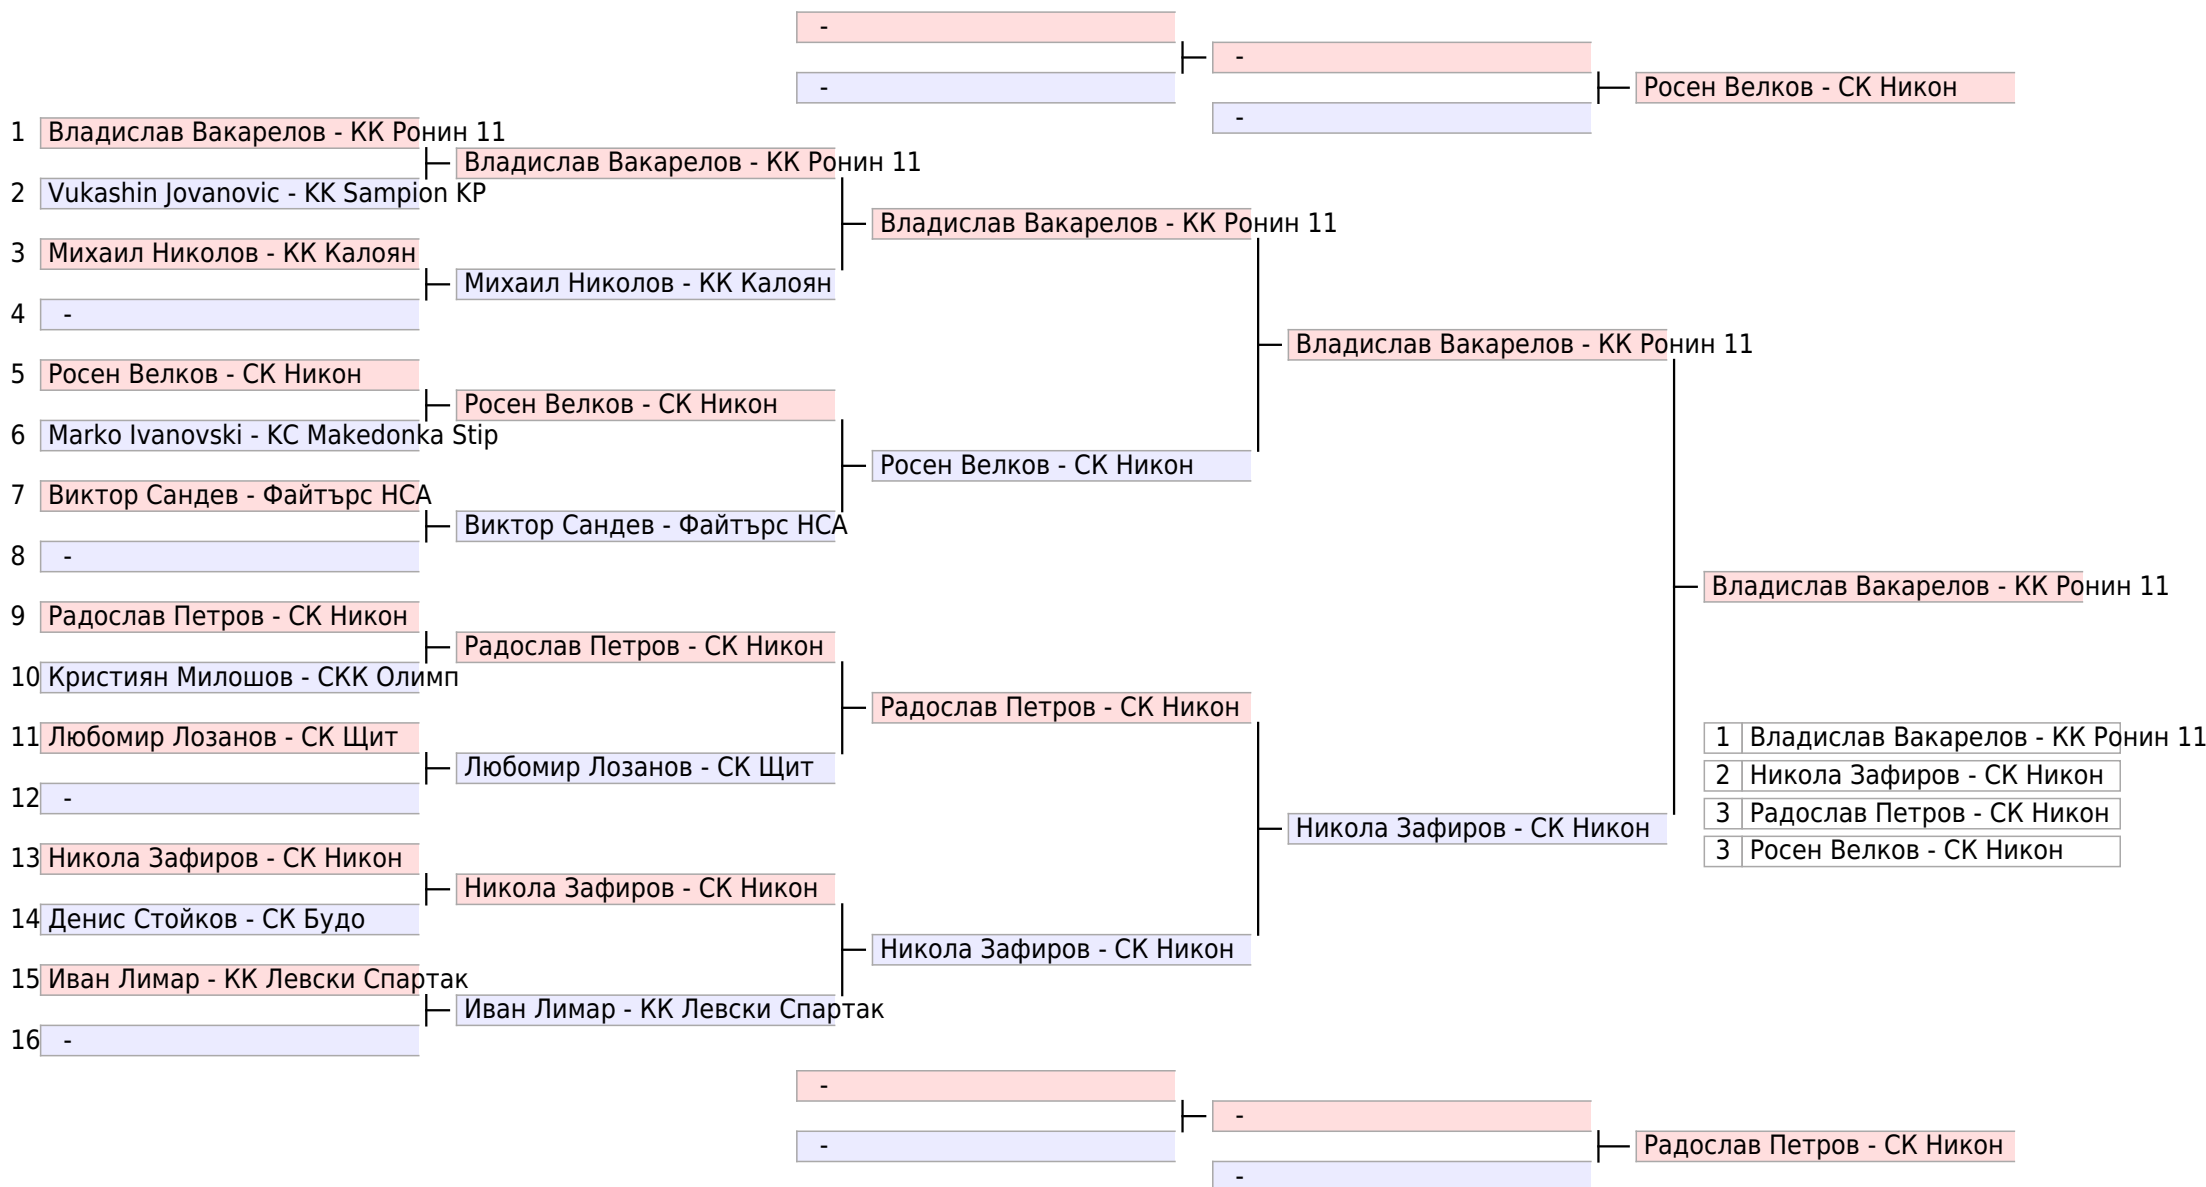 -
-
-
-
Росен Велков - СК Никон
1 Владислав Вакарелов - КК Ронин 11
2 Vukashin Jovanovic - KK Sampion KP
3 Михаил Николов - КК Калоян
4 -
5 Росен Велков - СК Никон
6 Marko Ivanovski - KC Makedonka Stip
7 Виктор Сандев - Файтърс НСА
8 -
9 Радослав Петров - СК Никон
10 Кристиян Милошов - СКК Олимп
11 Любомир Лозанов - СК Щит
12 -
13 Никола Зафиров - СК Никон
14 Денис Стойков - СК Будо
15 Иван Лимар - КК Левски Спартак
16 -
Владислав Вакарелов - КК Ронин 11
Михаил Николов - КК Калоян
Росен Велков - СК Никон
Виктор Сандев - Файтърс НСА
Радослав Петров - СК Никон
Любомир Лозанов - СК Щит
Никола Зафиров - СК Никон
Иван Лимар - КК Левски Спартак
Владислав Вакарелов - КК Ронин 11
Росен Велков - СК Никон
Радослав Петров - СК Никон
Никола Зафиров - СК Никон
Владислав Вакарелов - КК Ронин 11
Никола Зафиров - СК Никон
Владислав Вакарелов - КК Ронин 11
1 Владислав Вакарелов - КК Ронин 11
2 Никола Зафиров - СК Никон
3 Радослав Петров - СК Никон
3 Росен Велков - СК Никон
-
-
-
-
Радослав Петров - СК Никон